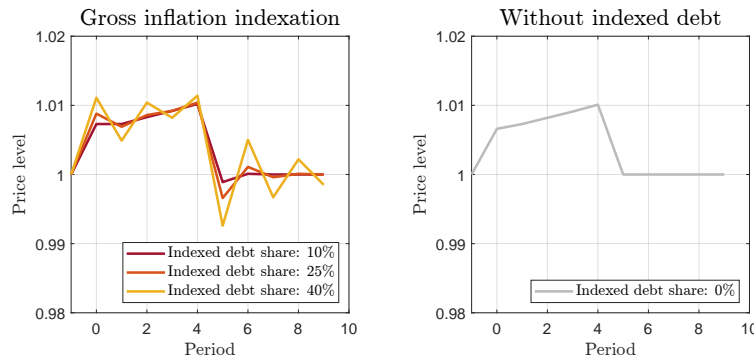 Gross inflation indexation
1.02
1.01
1
0.99
0.98
Price level
Indexed debt share: 10%
Indexed debt share: 25%
Indexed debt share: 40%
0 2 4 6 8 10
Period
Without indexed debt
1.02
1.01
1
0.99
0.98
Price level
Indexed debt share: 0%
0 2 4 6 8 10
Period